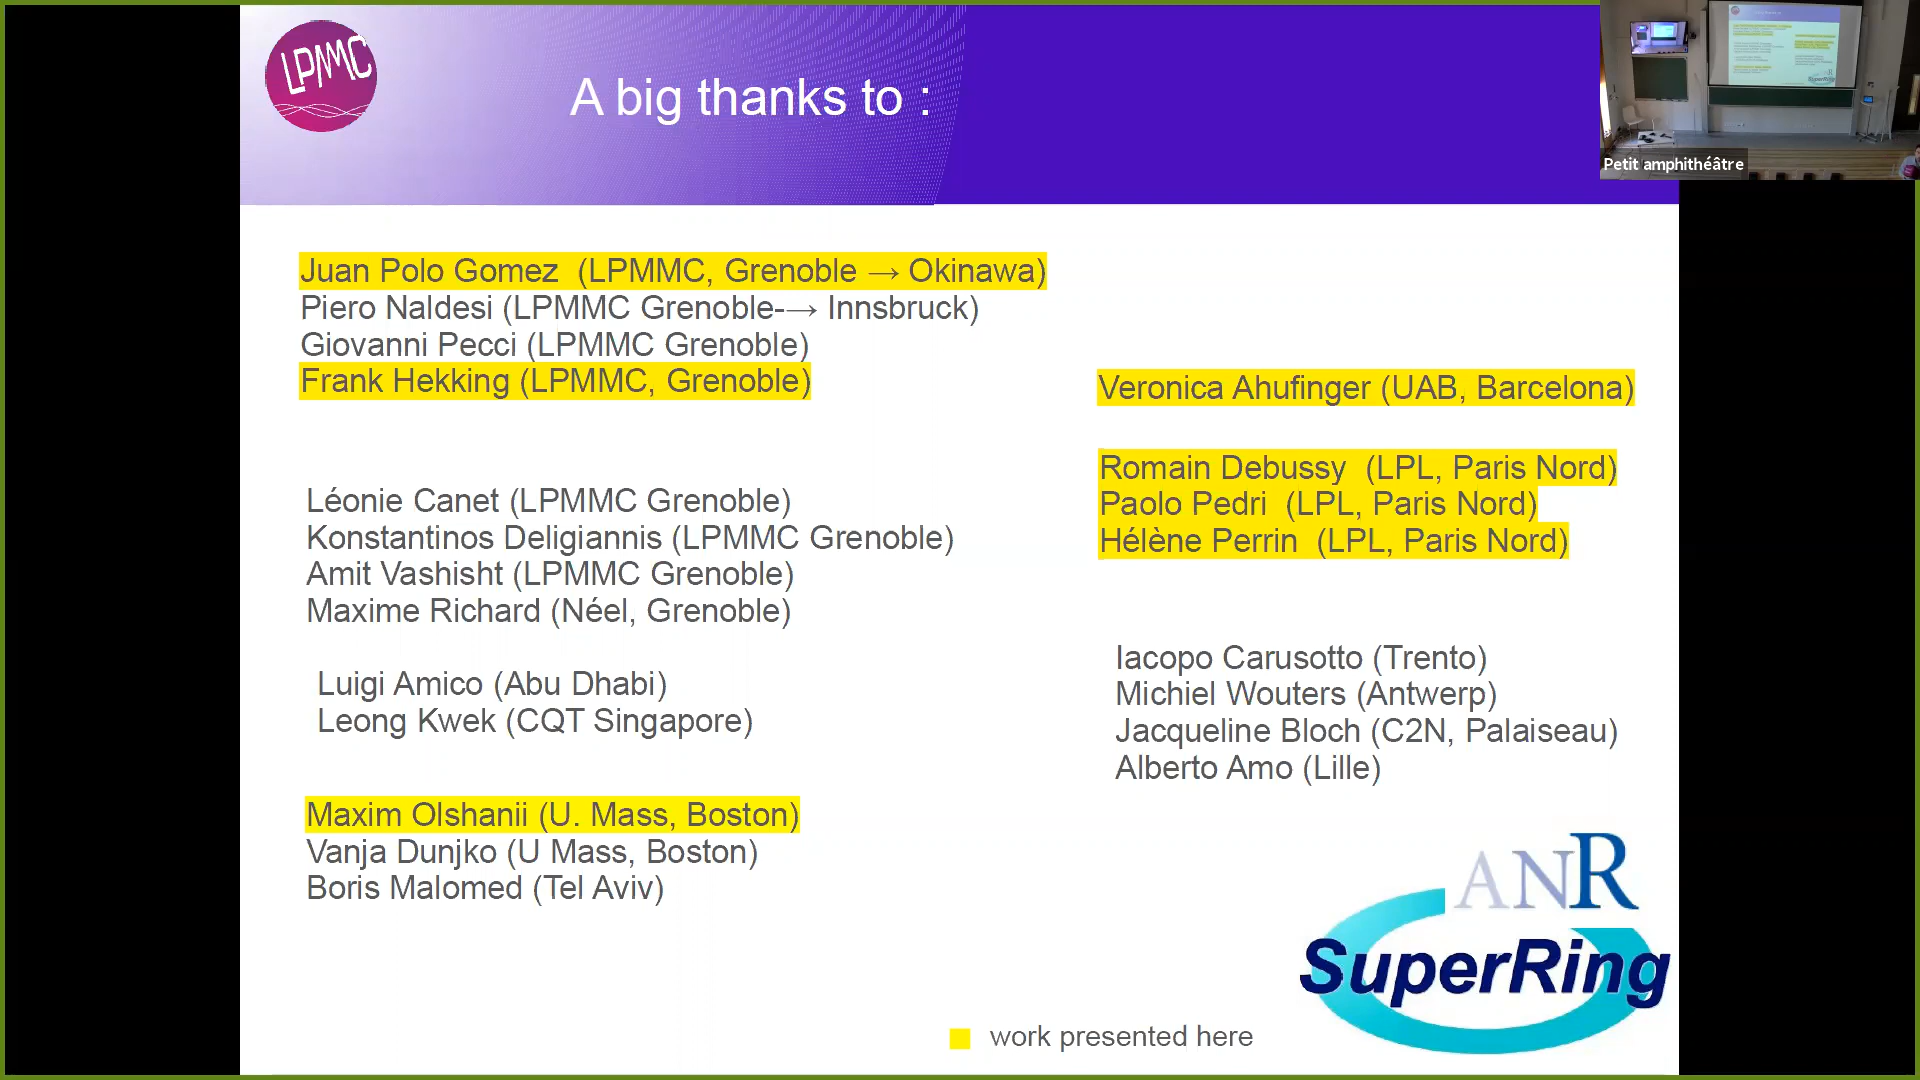 LPMMC
A big thanks to :
Petit amphithéâtre
Juan Polo Gomez (LPMMC, Grenoble → Okinawa)
Piero Naldesi (LPMMC Grenoble-→ Innsbruck)
Giovanni Pecci (LPMMC Grenoble)
Frank Hekking (LPMMC, Grenoble)
Léonie Canet (LPMMC Grenoble)
Konstantinos Deligiannis (LPMMC Grenoble)
Amit Vashisht (LPMMC Grenoble)
Maxime Richard (Néel, Grenoble)
Luigi Amico (Abu Dhabi)
Leong Kwek (CQT Singapore)
Maxim Olshanii (U. Mass, Boston)
Vanja Dunjko (U Mass, Boston)
Boris Malomed (Tel Aviv)
Veronica Ahufinger (UAB, Barcelona)
Romain Debussy (LPL, Paris Nord)
Paolo Pedri (LPL, Paris Nord)
Hélène Perrin (LPL, Paris Nord)
Iacopo Carusotto (Trento)
Michiel Wouters (Antwerp)
Jacqueline Bloch (C2N, Palaiseau)
Alberto Amo (Lille)
ANR
SuperRing
work presented here